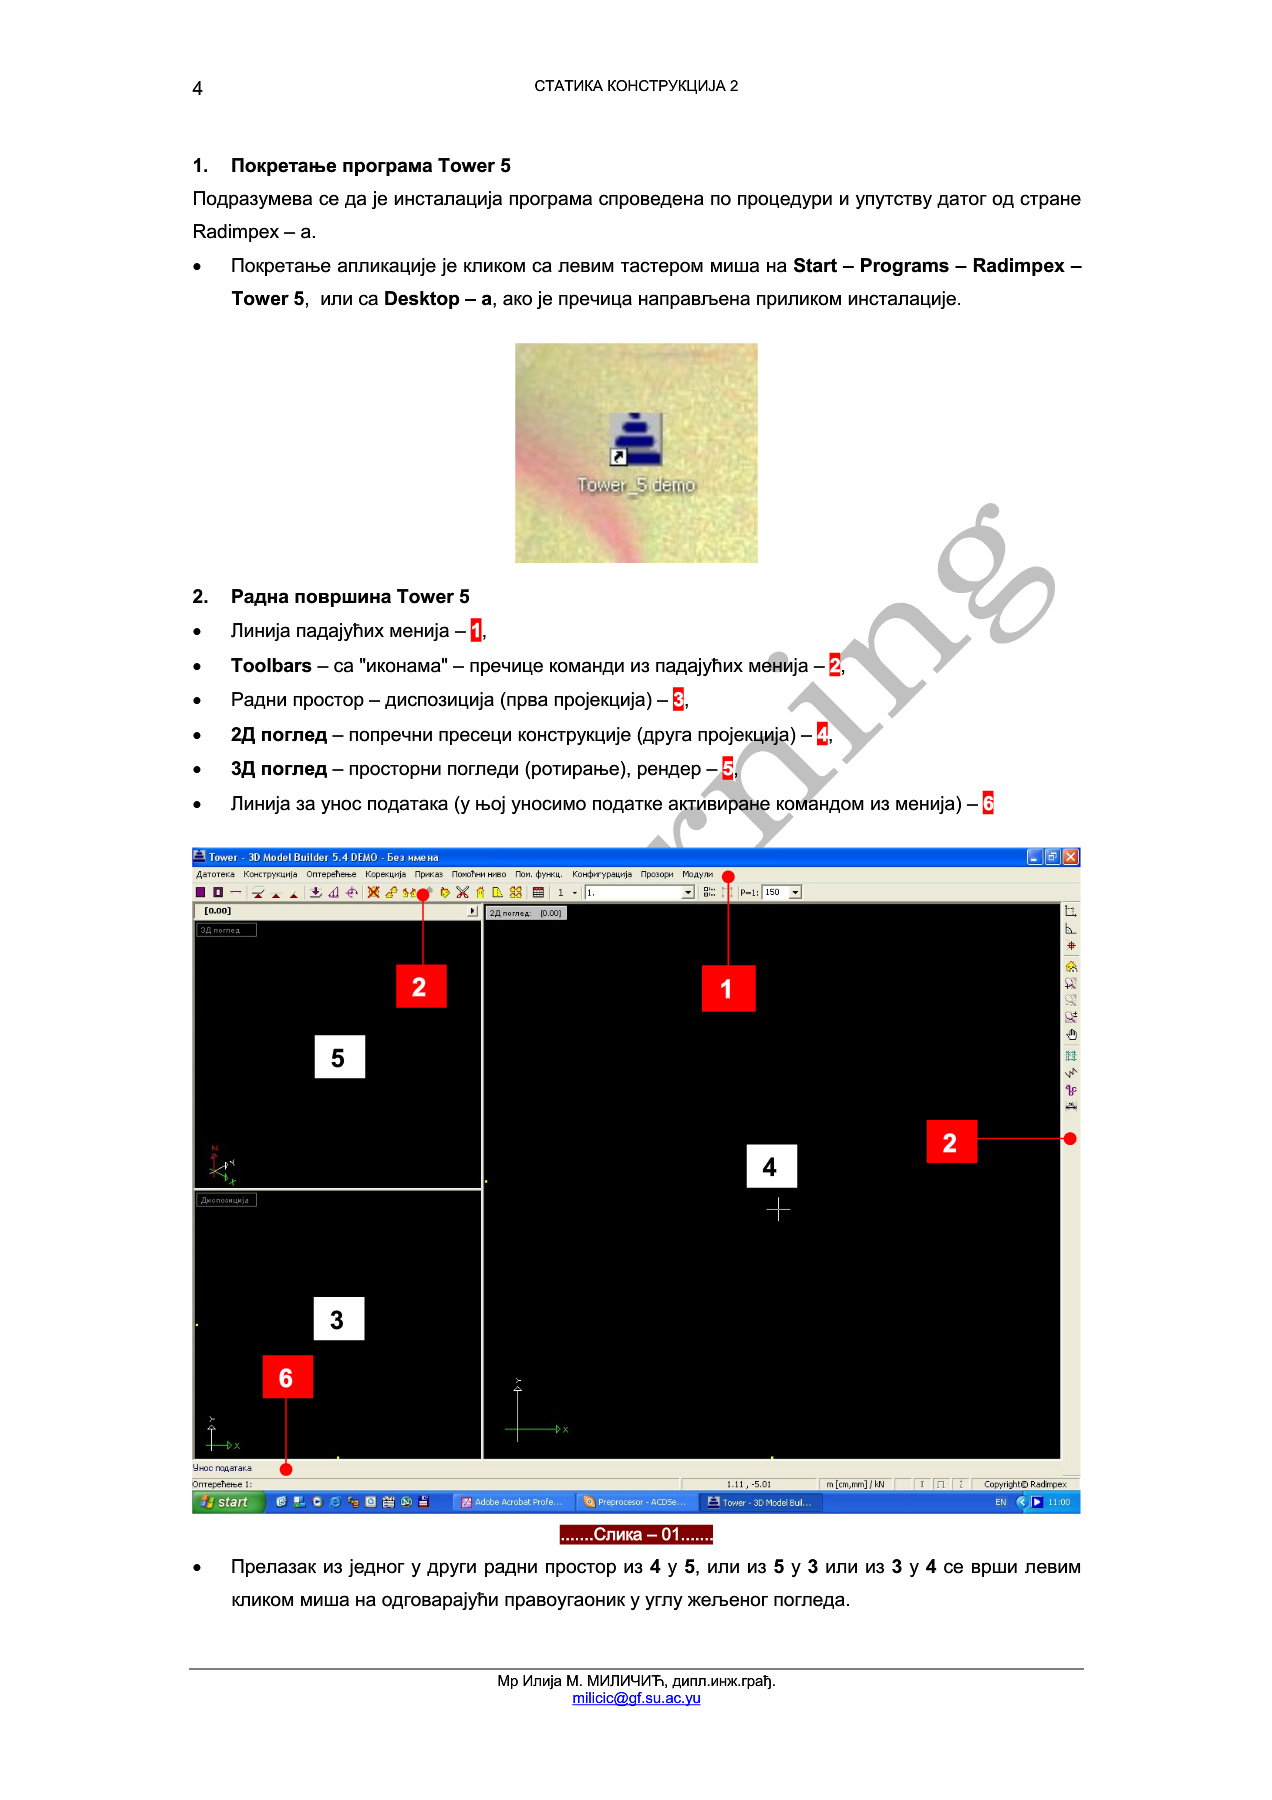 4
СТАТИКА КОНСТРУКЦИЈА 2
1. Покретање програма Tower 5
Подразумева се да је инсталација програма спроведена по процедури и упутству датог од стране
Radimpex – а.
• Покретање апликације је кликом са левим тастером миша на Start – Programs – Radimpex –
Tower 5, или са Desktop – а, ако је пречица направљена приликом инсталације.
Tower_5 demo
2. Радна површина Tower 5
• Линија падајућих менија – 1,
• Toolbars – са "иконама" – пречице команди из падајућих менија – 2,
• Радни простор – диспозиција (прва пројекција) – 3,
• 2Д поглед – попречни пресеци конструкције (друга пројекција) – 4,
• 3Д поглед – просторни погледи (ротирање), рендер – 5,
• Линија за унос података (у њој уносимо податке активиране командом из менија) – 6
rning
Tower - 3D Model Builder 5.4 DEMO - Без имена
Датотека Конструкција Оптерећење Корекција Приказ Помоћни ниво Пом. функц. Конфигурација Прозори Модули
1 - 1. P=1: 150
[0.00]
2Д поглед: [0.00]
3Д поглед
2
1
5
2
4
Z
Y
X
Диспозиција
3
6
Y
X
Y
X
Унос података
Оптерећење 1: 1.11 , -5.01 m [cm,mm] / kN Copyright© Radimpex
start Adobe Acrobat Profe... Preprocesor - ACDSe... Tower - 3D Model Buil... EN 11:00
.......Слика – 01.......
• Прелазак из једног у други радни простор из 4 у 5, или из 5 у 3 или из 3 у 4 се врши левим
кликом миша на одговарајући правоугаоник у углу жељеног погледа.
Мр Илија М. МИЛИЧИЋ, дипл.инж.грађ.
milicic@gf.su.ac.yu